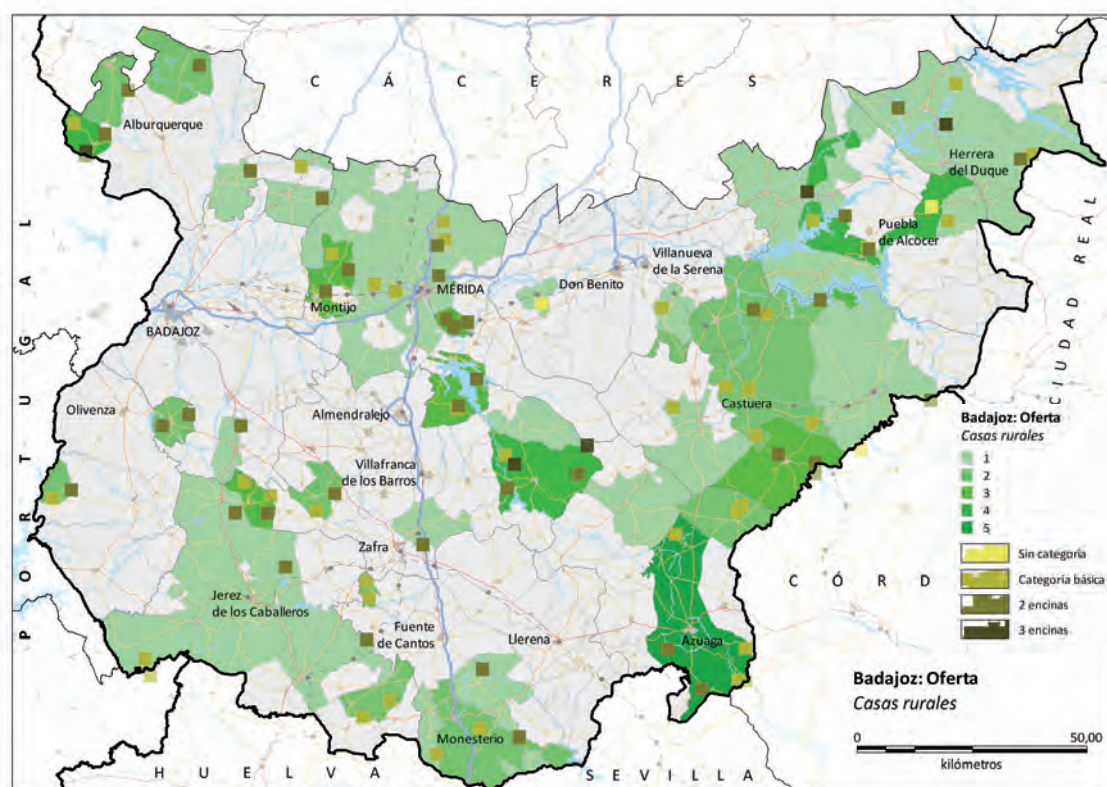 C Á C E R E S
Alburquerque
Herrera
del Duque
Puebla
de Alcocer
Villanueva
de la Serena
Don Benito
MÉRIDA
Montijo
BADAJOZ
Olivenza
Almendralejo
Castuera
Villafranca
de los Barros
Zafra
Jerez
de los Caballeros
Fuente
de Cantos
Llerena
Azuaga
Monesterio
P O R T U G A L
CIUDAD REAL
C Ó R D
H U E L V A
S E V I L L A
Badajoz: Oferta
Casas rurales
1
2
3
4
5
Sin categoría
Categoría básica
2 encinas
3 encinas
Badajoz: Oferta
Casas rurales
0
50,00
kilómetros